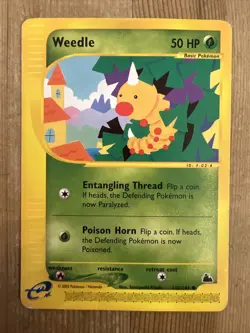 Weedle
50 HP
Basic Pokémon
Entangling Thread Flip a coin.
If heads, the Defending Pokémon is
now Paralyzed.
Poison Horn Flip a coin. If
heads, the Defending Pokémon is now
Poisoned.
weakness resistance retreat cost
e